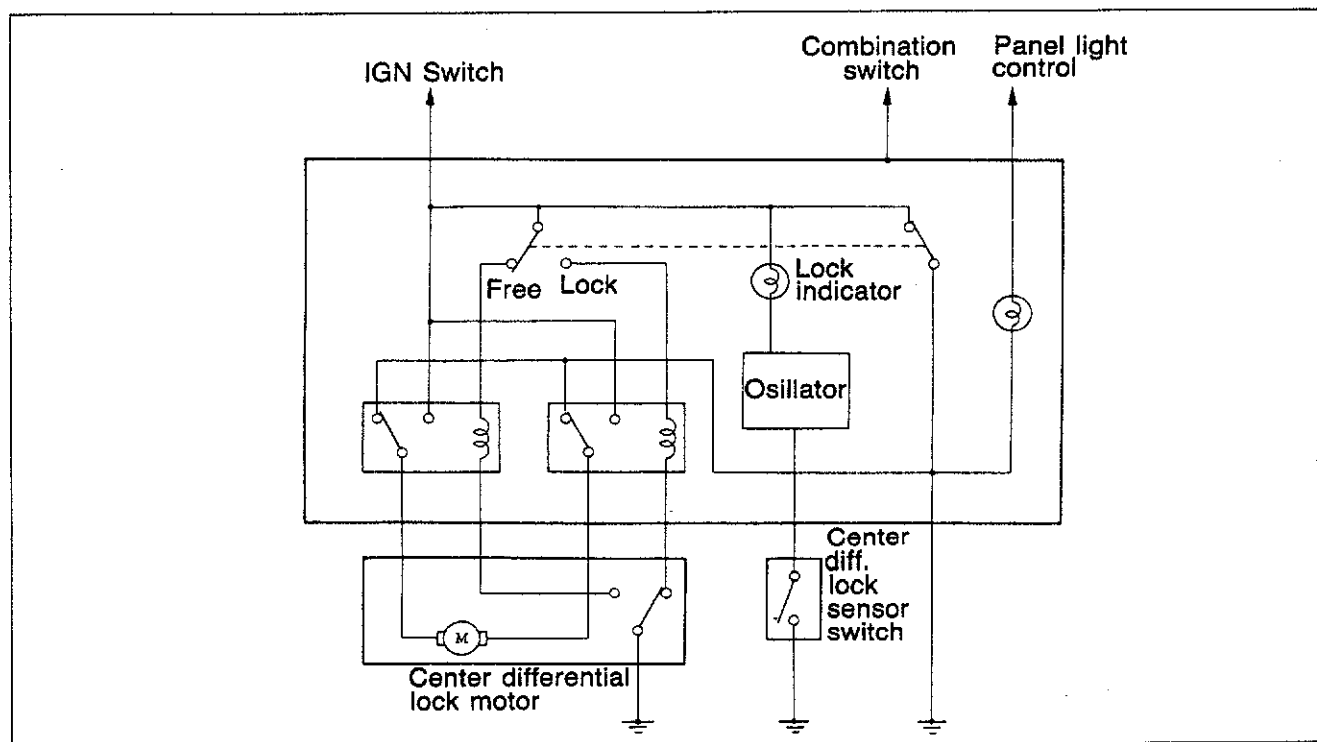 IGN Switch
Combination
switch
Panel light
control
Free
Lock
Lock
indicator
Osillator
M
Center differential
lock motor
Center
diff.
lock
sensor
switch